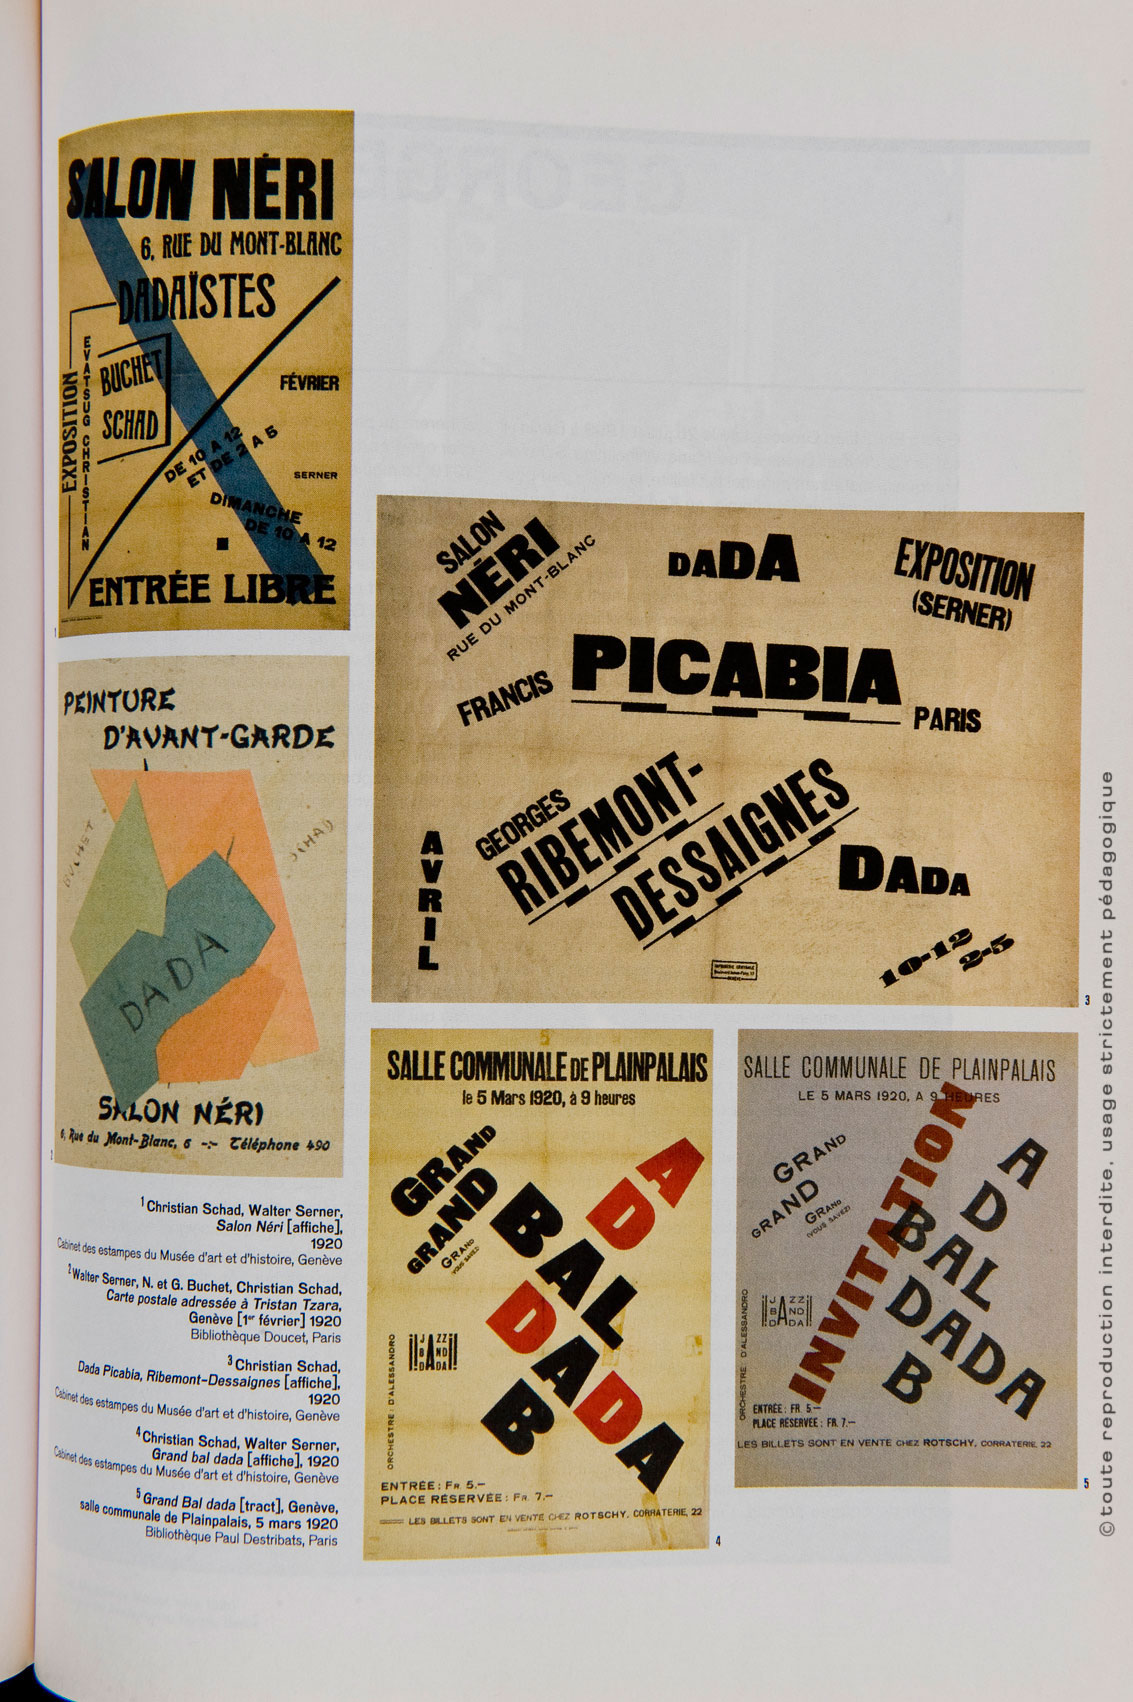 SALON NÉRI
6, RUE DU MONT-BLANC
DADAÏSTES
EXPOSITION
EVATSUG CHRISTIAN
BUCHET
SCHAD
FÉVRIER
DE 10 A 12
ET DE 2 A 5
SERNER
DIMANCHE
DE 10 A 12
ENTRÉE LIBRE
1
PEINTURE
D'AVANT-GARDE
BUCHET
SCHAD
DADA
SALON NÉRI
6, Rue du Mont-Blanc, 6 -:- Téléphone 490
2
SALON
NÉRI
RUE DU MONT-BLANC
DADA
EXPOSITION
(SERNER)
FRANCIS
PICABIA
PARIS
GEORGES
RIBEMONT-
DESSAIGNES
AVRIL
DADA
10-12
2-5
3
SALLE COMMUNALE DE PLAINPALAIS
le 5 Mars 1920, à 9 heures
GRAND
GRAND
GRAND
(VOUS SAVEZ)
BAL
DADA
A
D
B
JAZZ
BAND
DADA
ORCHESTRE : D'ALESSANDRO
ENTRÉE : FR 5.–
PLACE RÉSERVÉE : FR. 7.–
LES BILLETS SONT EN VENTE CHEZ ROTSCHY, CORRATERIE, 22
4
SALLE COMMUNALE DE PLAINPALAIS
LE 5 MARS 1920, A 9 HEURES
GRAND
GRAND
GRAND
(VOUS SAVEZ)
INVITATION
A
D
BAL
DADA
B
JAZZ
BAND
DADA
ORCHESTRE : D'ALESSANDRO
ENTRÉE : FR 5–
PLACE RÉSERVÉE : FR. 7.–
LES BILLETS SONT EN VENTE CHEZ ROTSCHY, CORRATERIE, 22
5
1 Christian Schad, Walter Serner,
Salon Néri [affiche],
1920
Cabinet des estampes du Musée d'art et d'histoire, Genève
2 Walter Serner, N. et G. Buchet, Christian Schad,
Carte postale adressée à Tristan Tzara,
Genève [1er février] 1920
Bibliothèque Doucet, Paris
3 Christian Schad,
Dada Picabia, Ribemont-Dessaignes [affiche],
1920
Cabinet des estampes du Musée d'art et d'histoire, Genève
4 Christian Schad, Walter Serner,
Grand bal dada [affiche], 1920
Cabinet des estampes du Musée d'art et d'histoire, Genève
5 Grand Bal dada [tract], Genève,
salle communale de Plainpalais, 5 mars 1920
Bibliothèque Paul Destribats, Paris
© toute reproduction interdite, usage strictement pédagogique